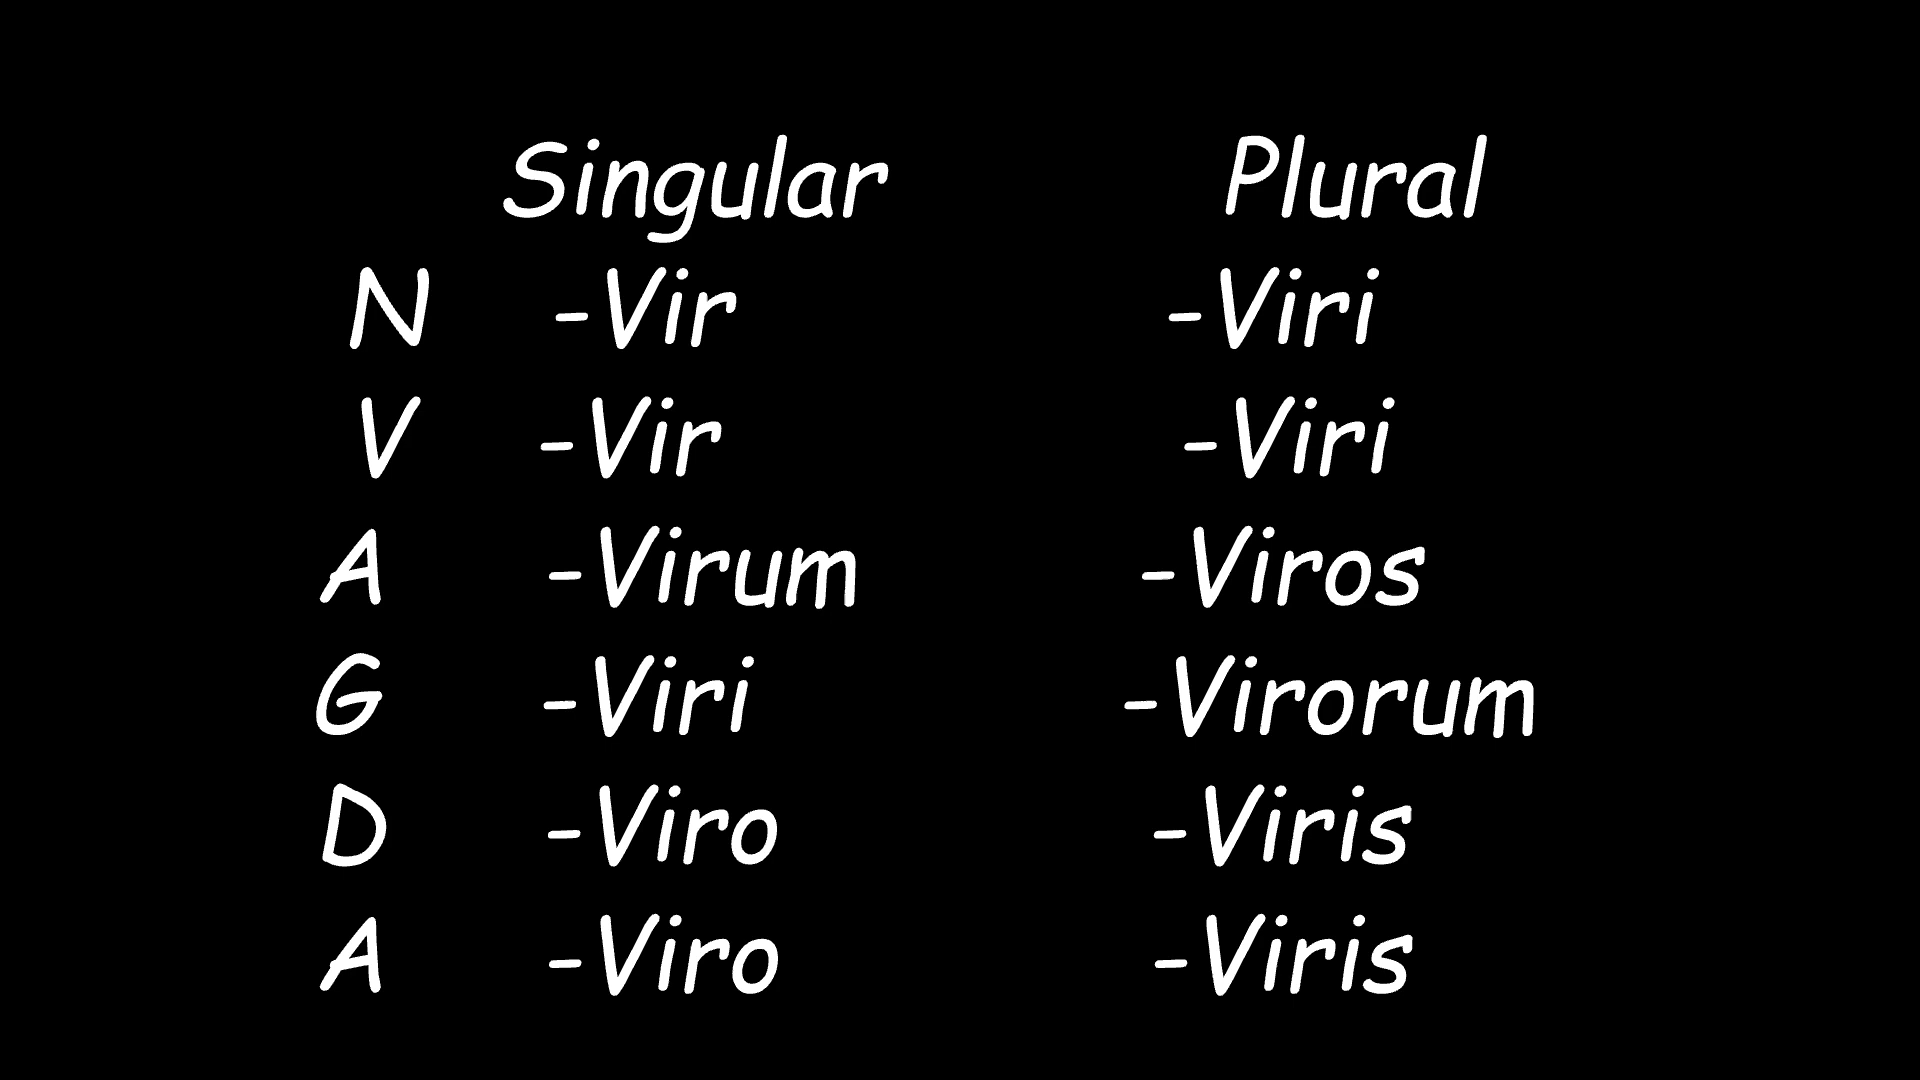 Singular Plural
N -Vir -Viri
V -Vir -Viri
A -Virum -Viros
G -Viri -Virorum
D -Viro -Viris
A -Viro -Viris